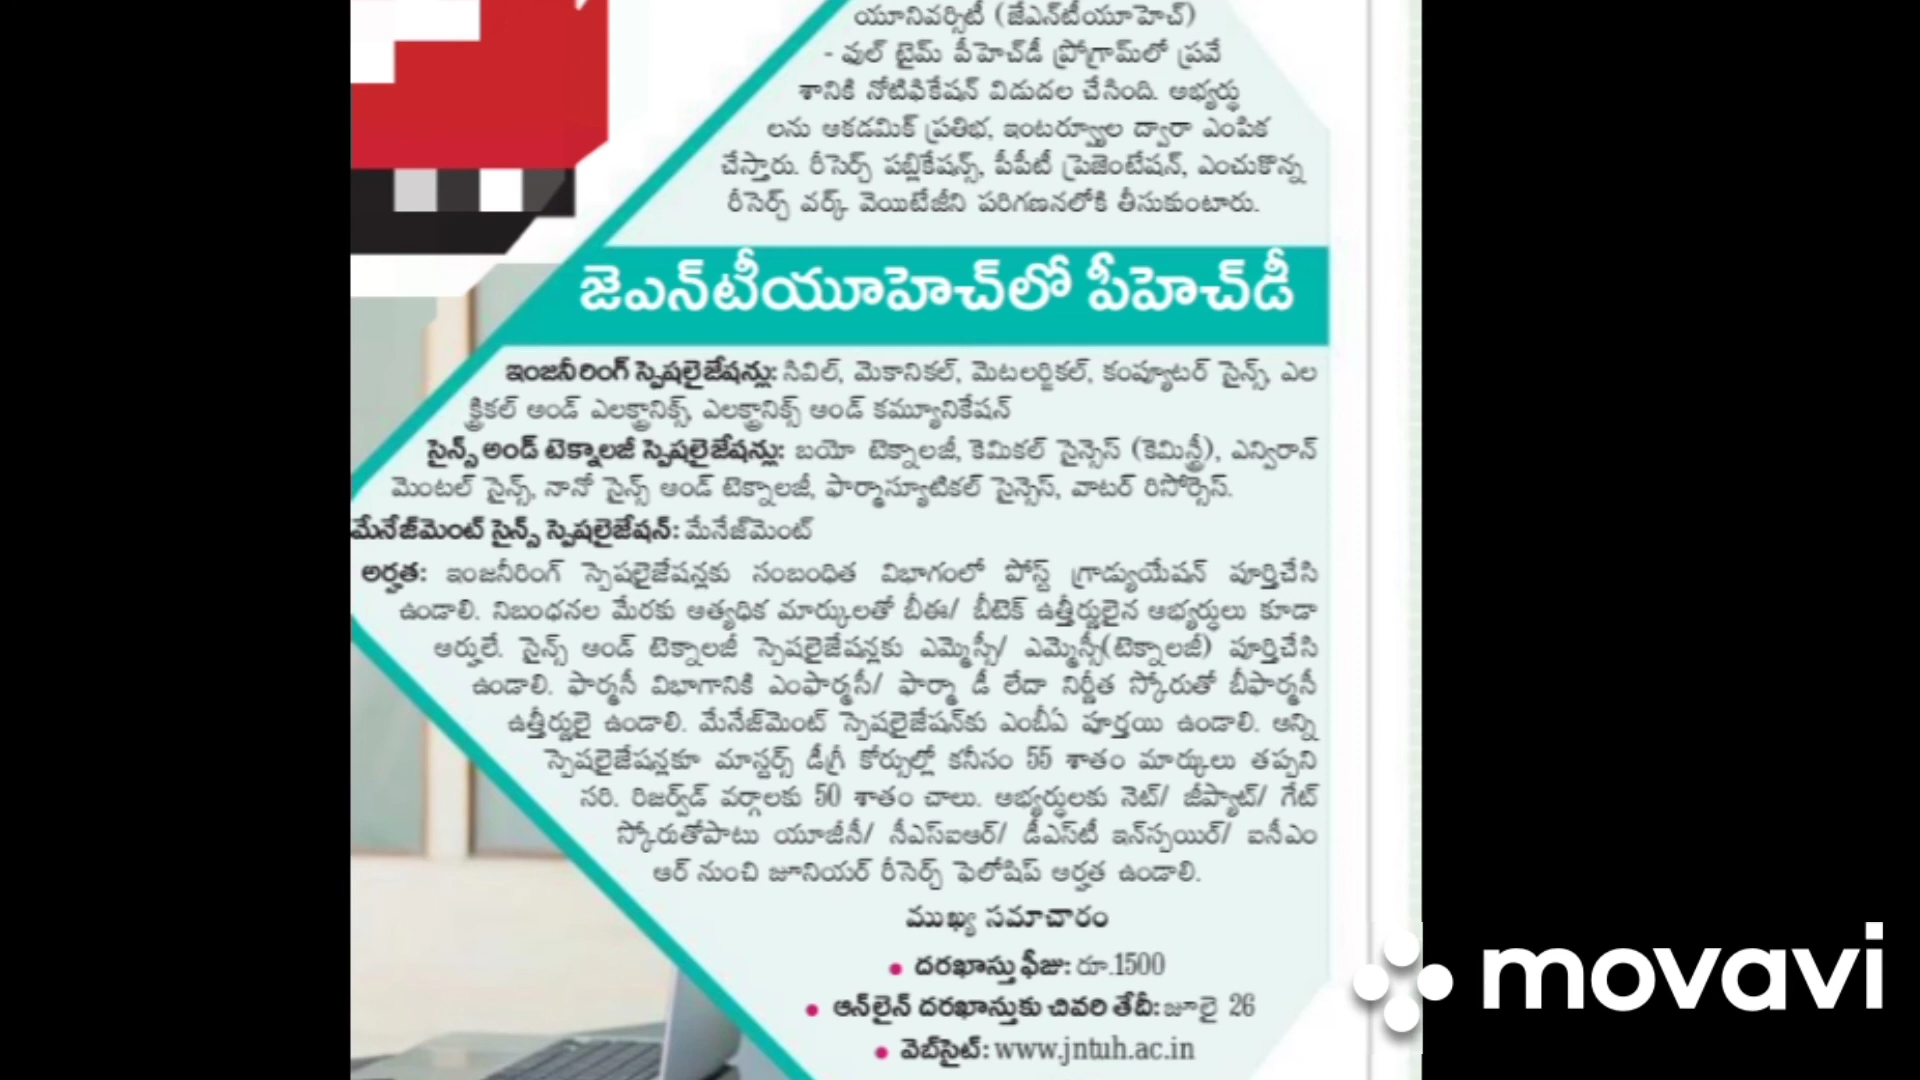 యూనివర్సిటీ (జేఎన్‌టీయూహెచ్)
- ఫుల్ టైమ్ పీహెచ్‌డీ ప్రోగ్రామ్‌లో ప్రవే
శానికి నోటిఫికేషన్ విడుదల చేసింది. అభ్యర్థు
లను అకడమిక్ ప్రతిభ, ఇంటర్వ్యూల ద్వారా ఎంపిక
చేస్తారు. రీసెర్చ్ పబ్లికేషన్స్, పీపీటీ ప్రెజెంటేషన్, ఎంచుకొన్న
రీసెర్చ్ వర్క్ వెయిటేజీని పరిగణనలోకి తీసుకుంటారు.
జెఎన్‌టీయూహెచ్‌లో పీహెచ్‌డీ
ఇంజనీరింగ్ స్పెషలైజేషన్లు: సివిల్, మెకానికల్, మెటలర్జికల్, కంప్యూటర్ సైన్స్, ఎల
క్ట్రికల్ అండ్ ఎలక్ట్రానిక్స్, ఎలక్ట్రానిక్స్ అండ్ కమ్యూనికేషన్
సైన్స్ అండ్ టెక్నాలజీ స్పెషలైజేషన్లు: బయో టెక్నాలజీ, కెమికల్ సైన్సెస్ (కెమిస్ట్రీ), ఎన్విరాన్
మెంటల్ సైన్స్, నానో సైన్స్ అండ్ టెక్నాలజీ, ఫార్మాస్యూటికల్ సైన్సెస్, వాటర్ రిసోర్సెస్.
మేనేజ్‌మెంట్ సైన్స్ స్పెషలైజేషన్: మేనేజ్‌మెంట్
అర్హత: ఇంజనీరింగ్ స్పెషలైజేషన్లకు సంబంధిత విభాగంలో పోస్ట్ గ్రాడ్యుయేషన్ పూర్తిచేసి
ఉండాలి. నిబంధనల మేరకు అత్యధిక మార్కులతో బీఈ/ బీటెక్ ఉత్తీర్ణులైన అభ్యర్థులు కూడా
అర్హులే. సైన్స్ అండ్ టెక్నాలజీ స్పెషలైజేషన్లకు ఎమ్మెస్సీ/ ఎమ్మెస్సీ(టెక్నాలజీ) పూర్తిచేసి
ఉండాలి. ఫార్మసీ విభాగానికి ఎంఫార్మసీ/ ఫార్మా డీ లేదా నిర్ణీత స్కోరుతో బీఫార్మసీ
ఉత్తీర్ణులై ఉండాలి. మేనేజ్‌మెంట్ స్పెషలైజేషన్‌కు ఎంబీఏ పూర్తయి ఉండాలి. అన్ని
స్పెషలైజేషన్లకూ మాస్టర్స్ డీగ్రీ కోర్సుల్లో కనీసం 55 శాతం మార్కులు తప్పని
సరి. రిజర్వ్‌డ్ వర్గాలకు 50 శాతం చాలు. అభ్యర్థులకు నెట్/ జీప్యాట్/ గేట్
స్కోరుతోపాటు యూజీసీ/ సీఎస్ఐఆర్/ డీఎస్‌టీ ఇన్‌స్పయిర్/ ఐసీఎం
ఆర్ నుంచి జూనియర్ రీసెర్చ్ ఫెలోషిప్ అర్హత ఉండాలి.
ముఖ్య సమాచారం
• దరఖాస్తు ఫీజు: రూ.1500
• ఆన్‌లైన్ దరఖాస్తుకు చివరి తేదీ: జూలై 26
• వెబ్‌సైట్: www.jntuh.ac.in
movavi